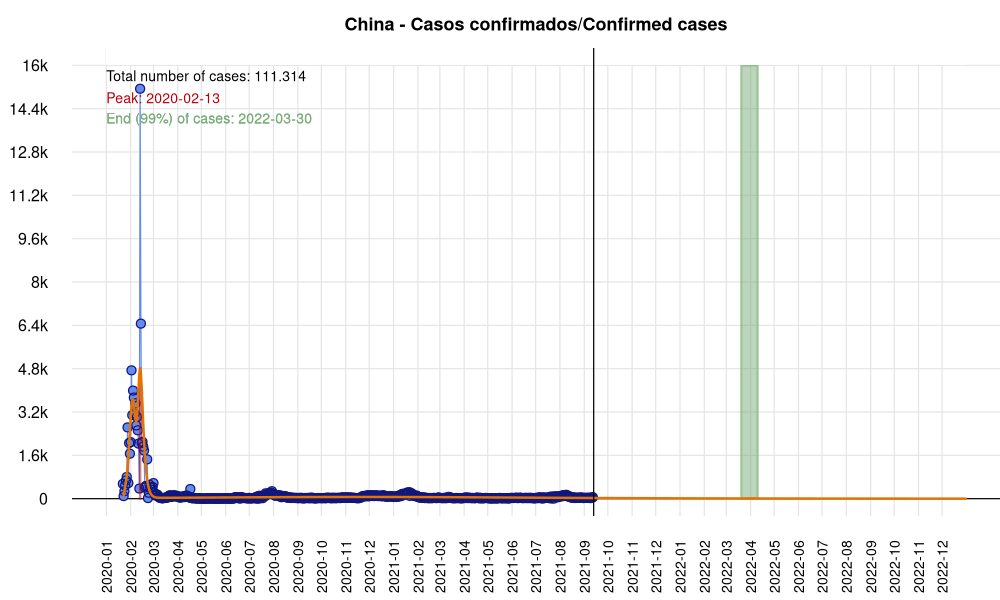 China - Casos confirmados/Confirmed cases
Total number of cases: 111.314
Peak: 2020-02-13
End (99%) of cases: 2022-03-30
16k
14.4k
12.8k
11.2k
9.6k
8k
6.4k
4.8k
3.2k
1.6k
0
2020-01
2020-02
2020-03
2020-04
2020-05
2020-06
2020-07
2020-08
2020-09
2020-10
2020-11
2020-12
2021-01
2021-02
2021-03
2021-04
2021-05
2021-06
2021-07
2021-08
2021-09
2021-10
2021-11
2021-12
2022-01
2022-02
2022-03
2022-04
2022-05
2022-06
2022-07
2022-08
2022-09
2022-10
2022-11
2022-12